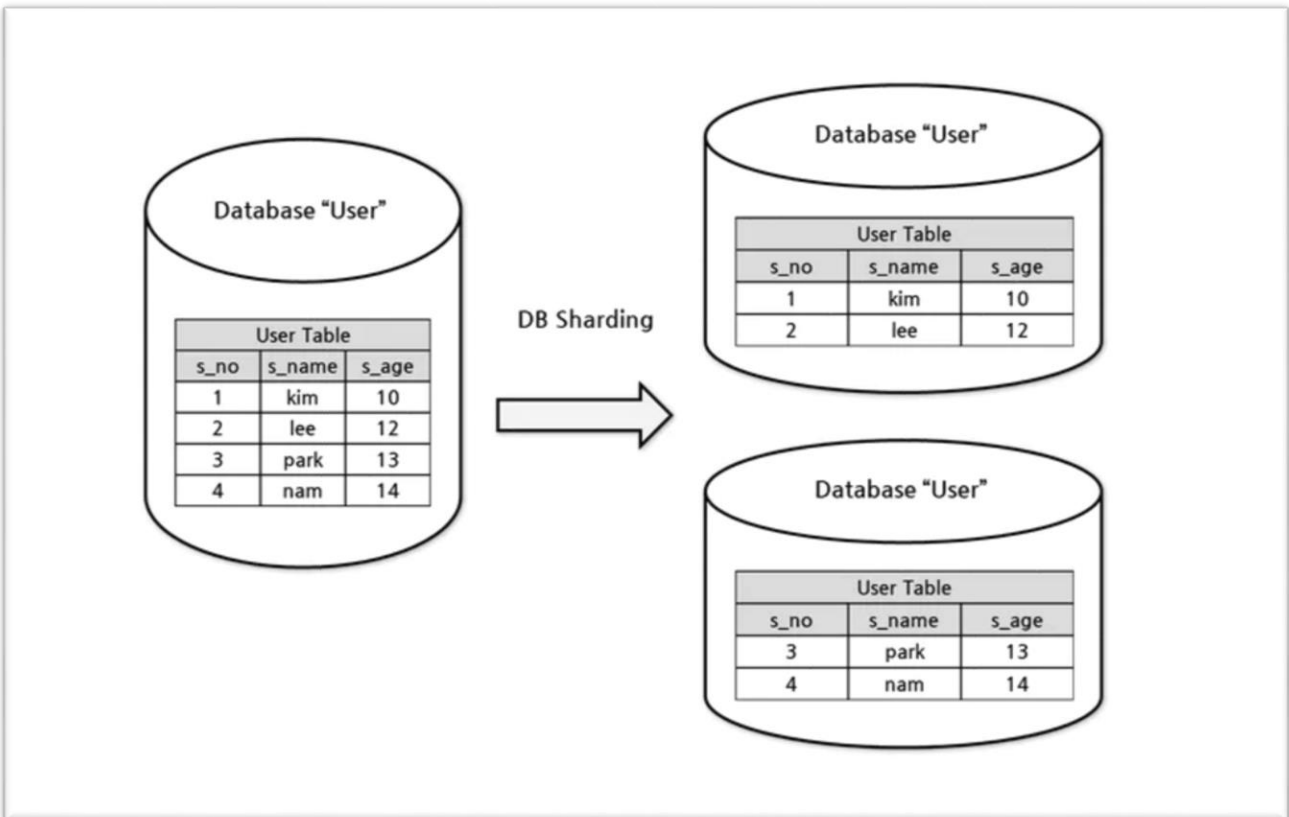 Database “User”
User Table
s_no s_name s_age
1 kim 10
2 lee 12
3 park 13
4 nam 14
DB Sharding
Database “User”
User Table
s_no s_name s_age
1 kim 10
2 lee 12
Database “User”
User Table
s_no s_name s_age
3 park 13
4 nam 14